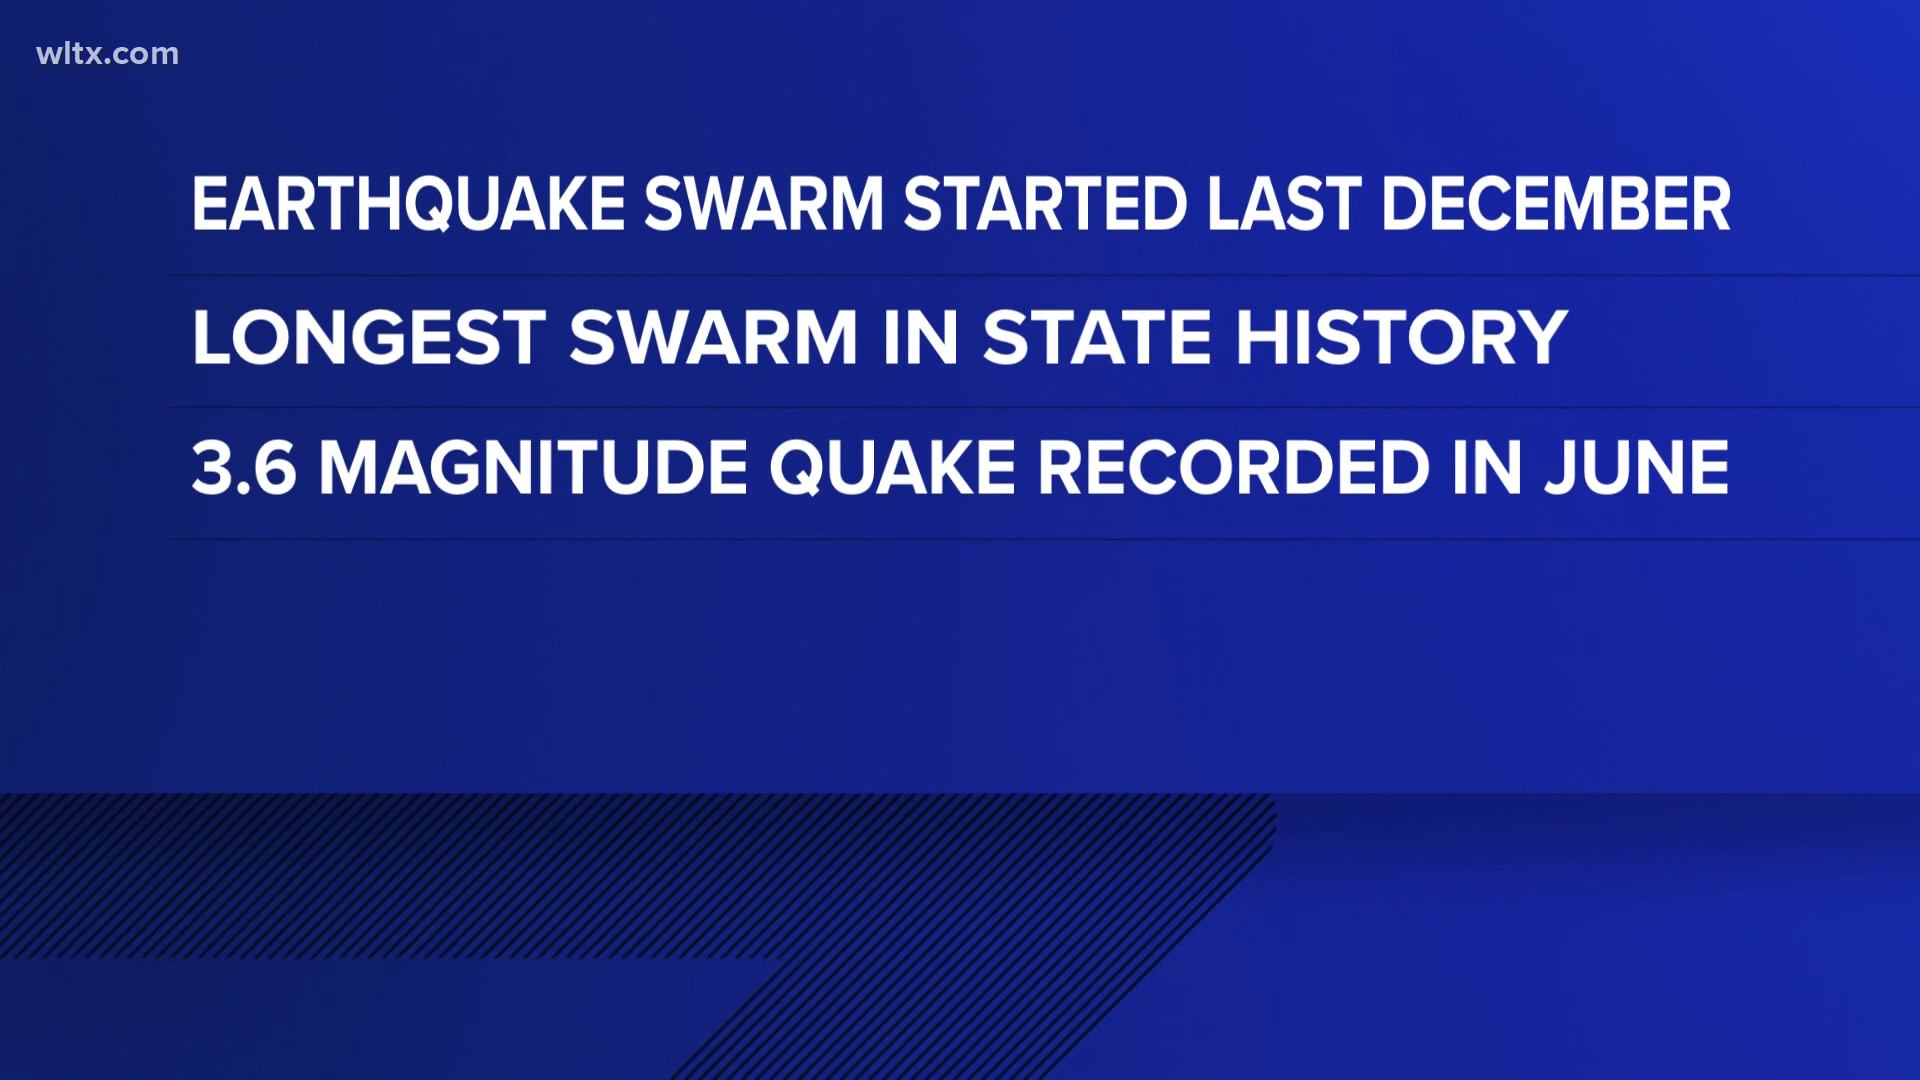 wltx.com
EARTHQUAKE SWARM STARTED LAST DECEMBER
LONGEST SWARM IN STATE HISTORY
3.6 MAGNITUDE QUAKE RECORDED IN JUNE